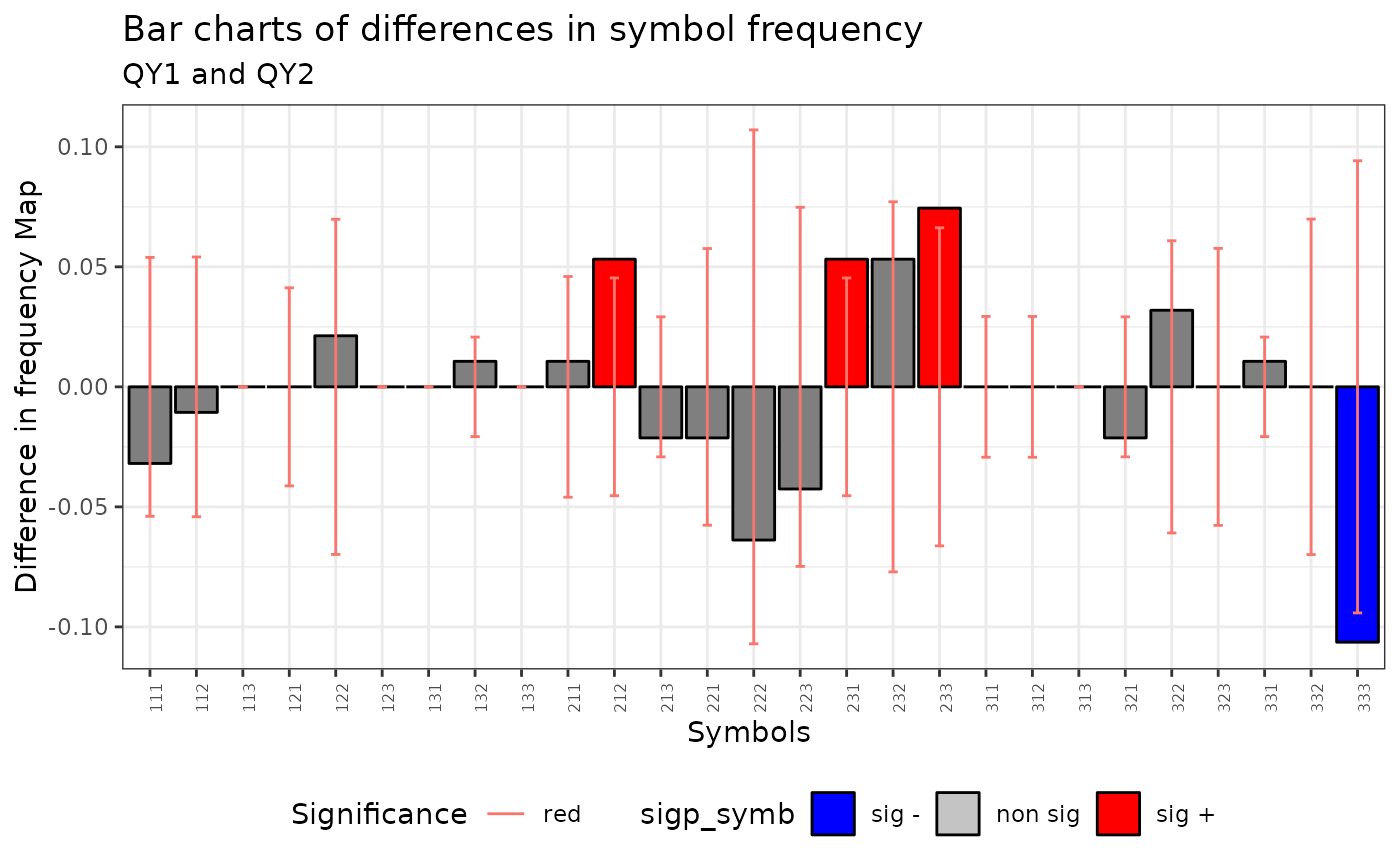 Bar charts of differences in symbol frequency
QY1 and QY2
Difference in frequency Map
0.10
0.05
0.00
-0.05
-0.10
111 112 113 121 122 123 131 132 133 211 212 213 221 222 223 231 232 233 311 312 313 321 322 323 331 332 333
Symbols
Significance red sigp_symb sig - non sig sig +